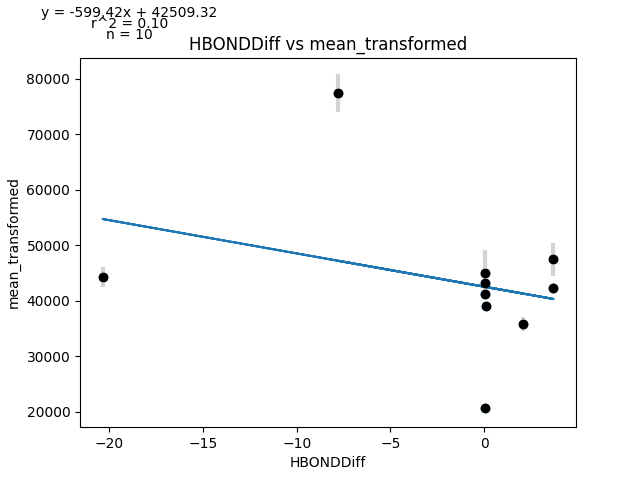 y = -599.42x + 42509.32
r^2 = 0.10
n = 10
HBONDDiff vs mean_transformed
80000
70000
60000
50000
40000
30000
20000
mean_transformed
−20
−15
−10
−5
0
HBONDDiff